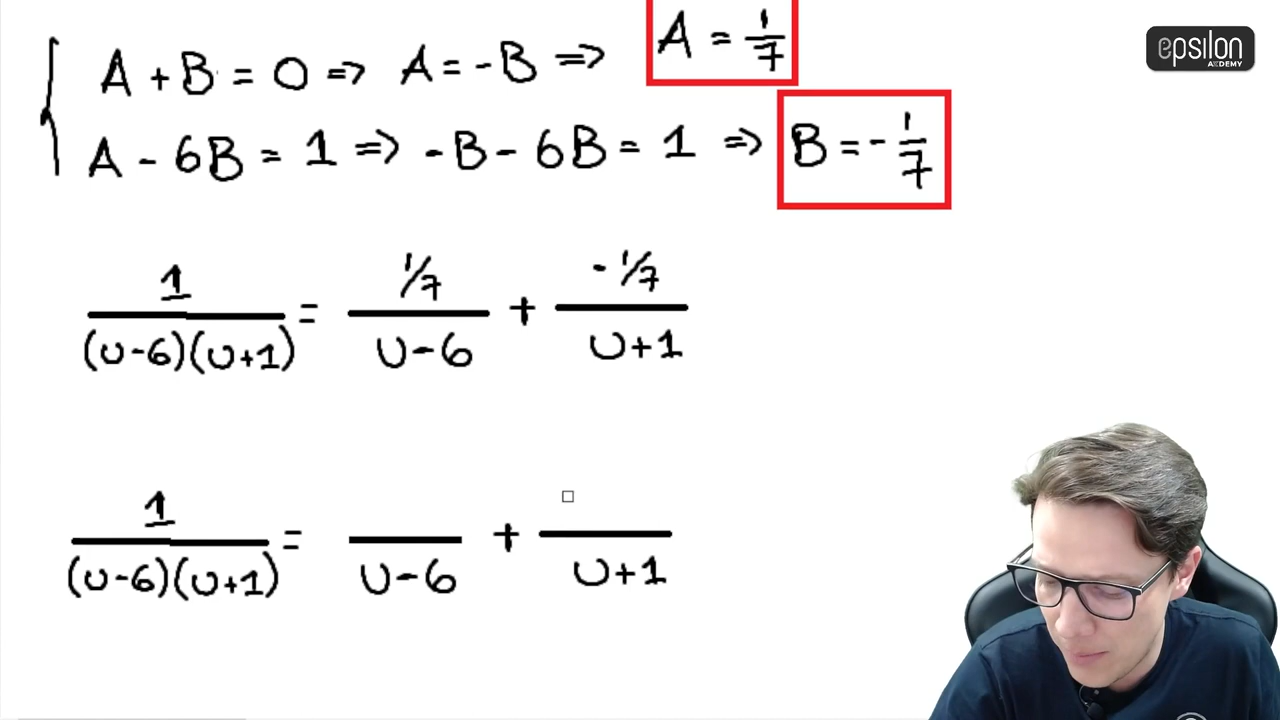 A + B = 0 => A = -B => A = 1/7
A - 6B = 1 => -B - 6B = 1 => B = -1/7
1/((U-6)(U+1)) = (1/7)/(U-6) + (-1/7)/(U+1)
1/((U-6)(U+1)) = /(U-6) + /(U+1)
epsilon
AKADEMY